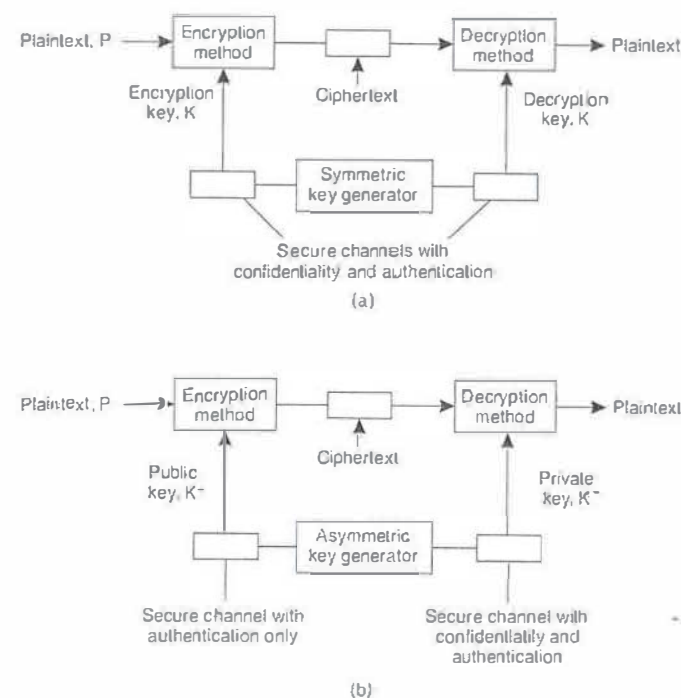 Plaintext, P
Encryption
method
Ciphertext
Decryption
method
Plaintext
Encryption
key, K
Decryption
key, K
Symmetric
key generator
Secure channels with
confidentiality and authentication
(a)
Plaintext, P
Encryption
method
Ciphertext
Decryption
method
Plaintext
Public
key, K⁺
Private
key, K⁻
Asymmetric
key generator
Secure channel with
authentication only
Secure channel with
confidentiality and
authentication
(b)